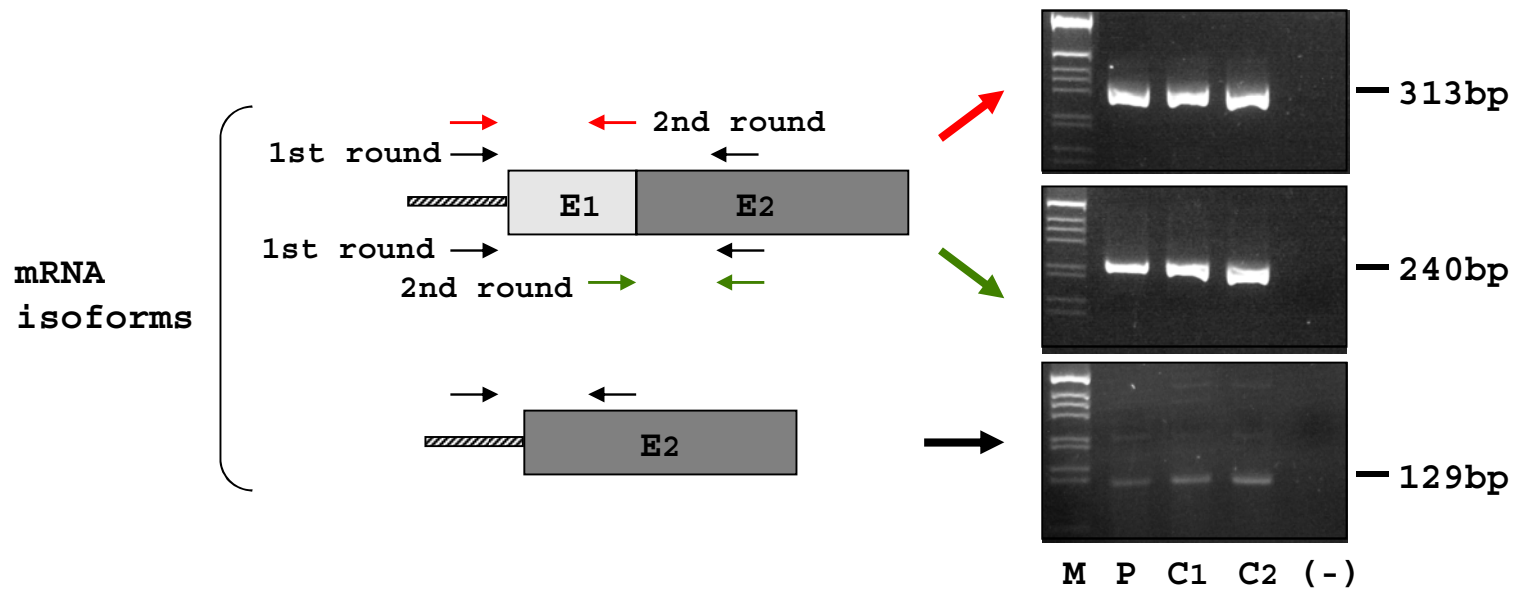 mRNA
isoforms
2nd round
1st round
E1 E2
1st round
2nd round
E2
313bp
240bp
129bp
M P C1 C2 (-)